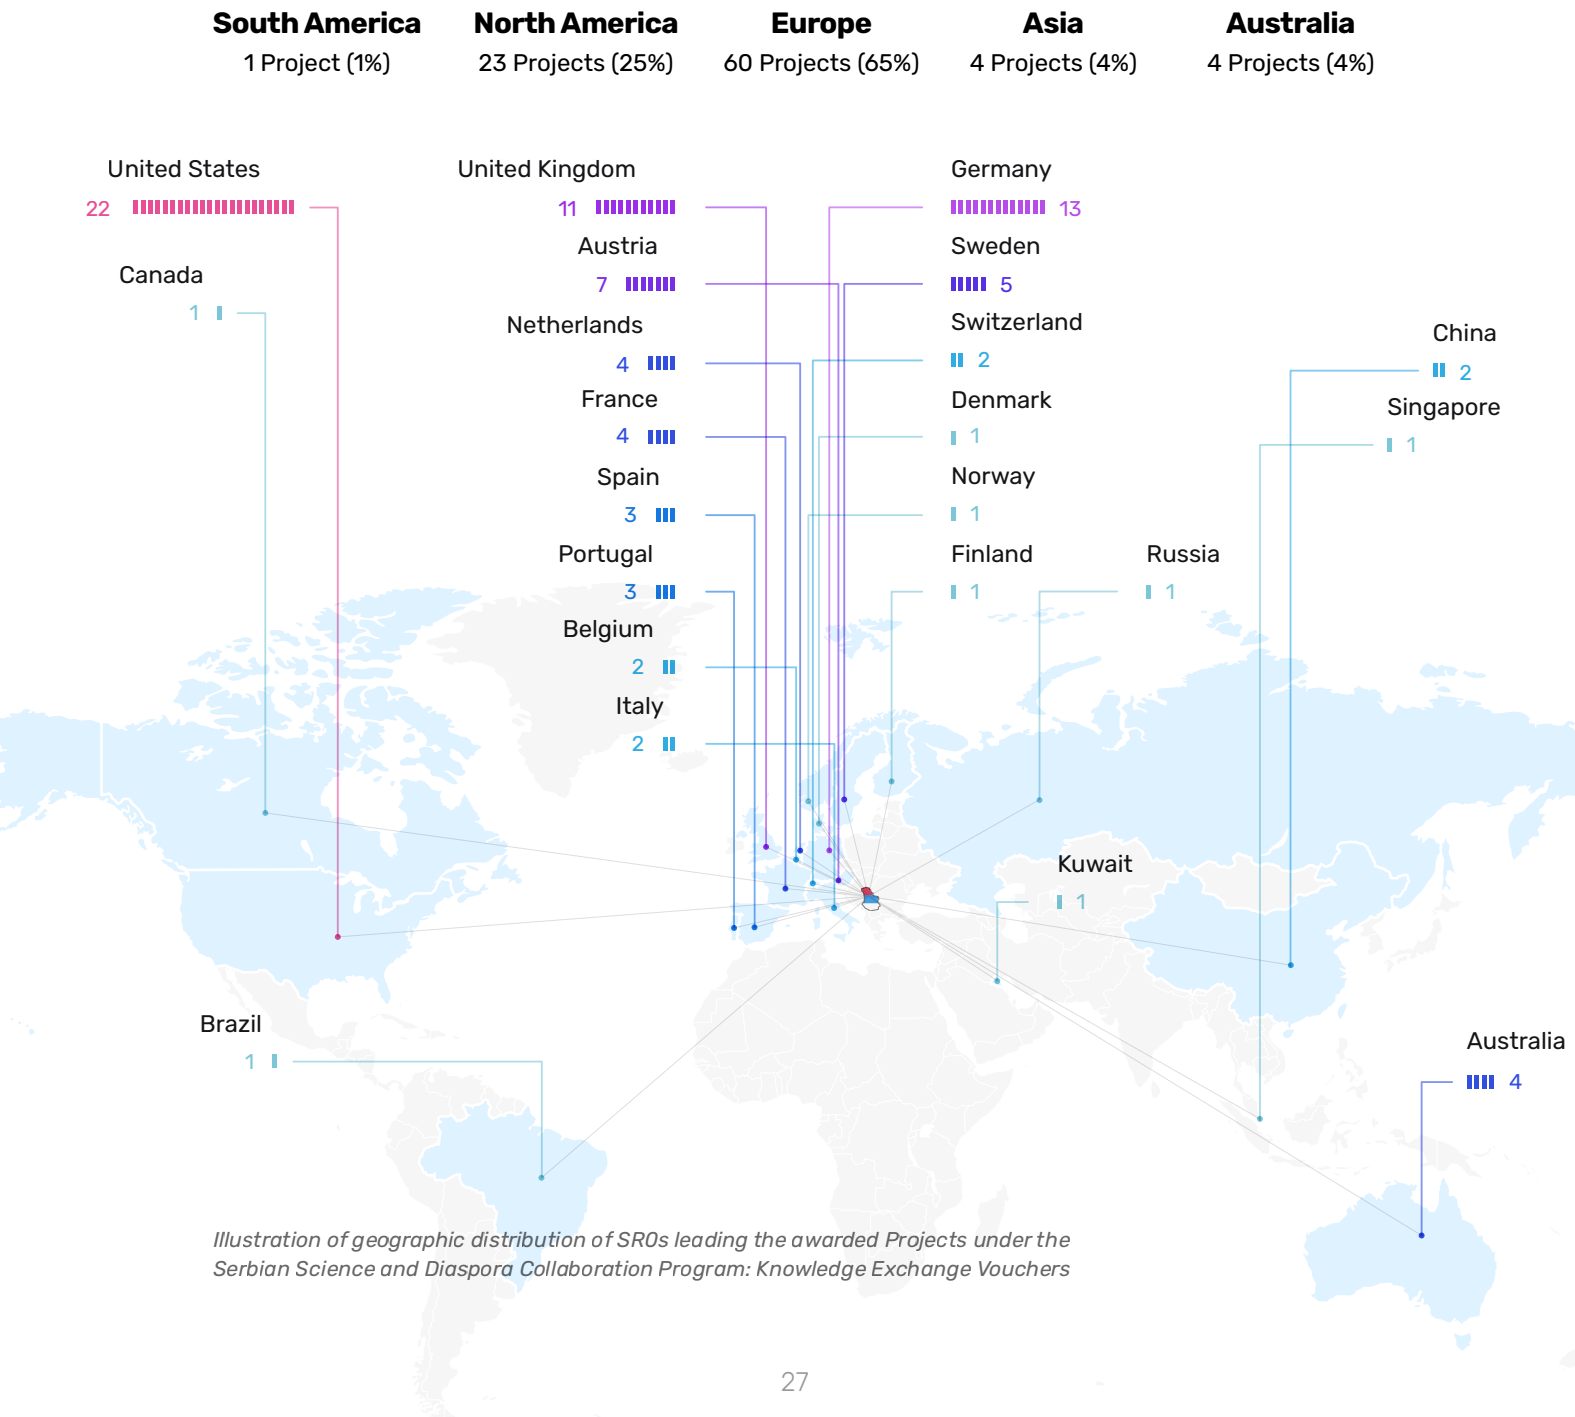 South America
1 Project (1%)
North America
23 Projects (25%)
Europe
60 Projects (65%)
Asia
4 Projects (4%)
Australia
4 Projects (4%)
United States
22
Canada
1
United Kingdom
11
Austria
7
Netherlands
4
France
4
Spain
3
Portugal
3
Belgium
2
Italy
2
Germany
13
Sweden
5
Switzerland
2
Denmark
1
Norway
1
Finland
1
Russia
1
China
2
Singapore
1
Kuwait
1
Brazil
1
Australia
4
Illustration of geographic distribution of SROs leading the awarded Projects under the
Serbian Science and Diaspora Collaboration Program: Knowledge Exchange Vouchers
27